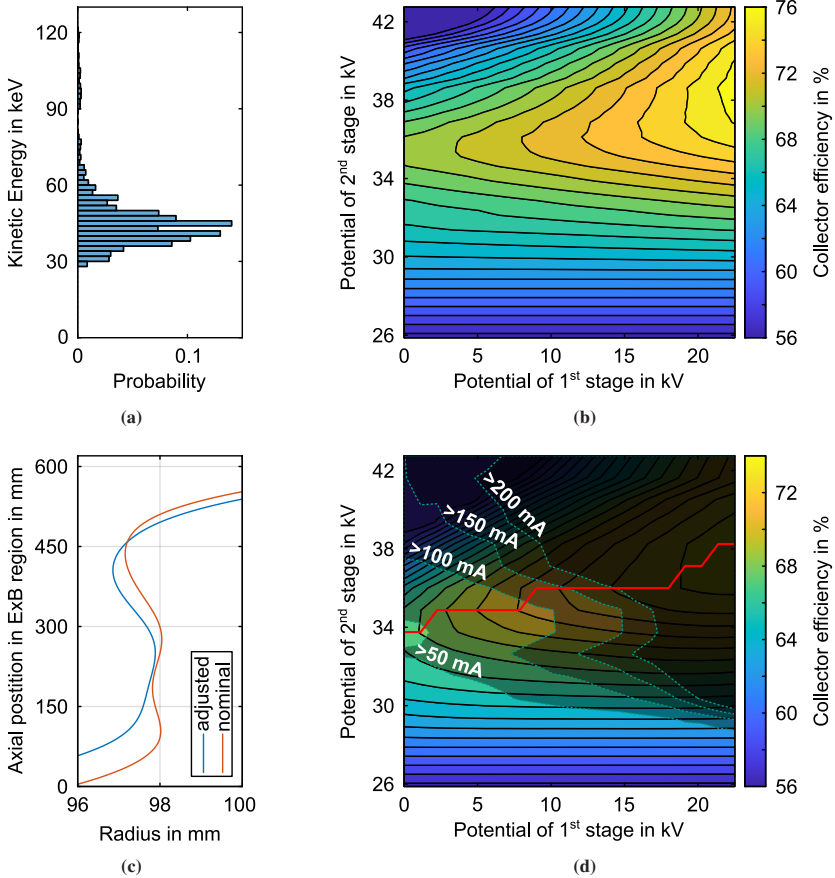 120
90
60
30
0
Kinetic Energy in keV
0 0.1
Probability
(a)
42
38
34
30
26
Potential of 2nd stage in kV
0 5 10 15 20
Potential of 1st stage in kV
76
72
68
64
60
56
Collector efficiency in %
(b)
600
450
300
150
0
Axial postition in ExB region in mm
adjusted
nominal
96 98 100
Radius in mm
(c)
42
38
34
30
26
Potential of 2nd stage in kV
>200 mA
>150 mA
>100 mA
>50 mA
0 5 10 15 20
Potential of 1st stage in kV
72
68
64
60
56
Collector efficiency in %
(d)